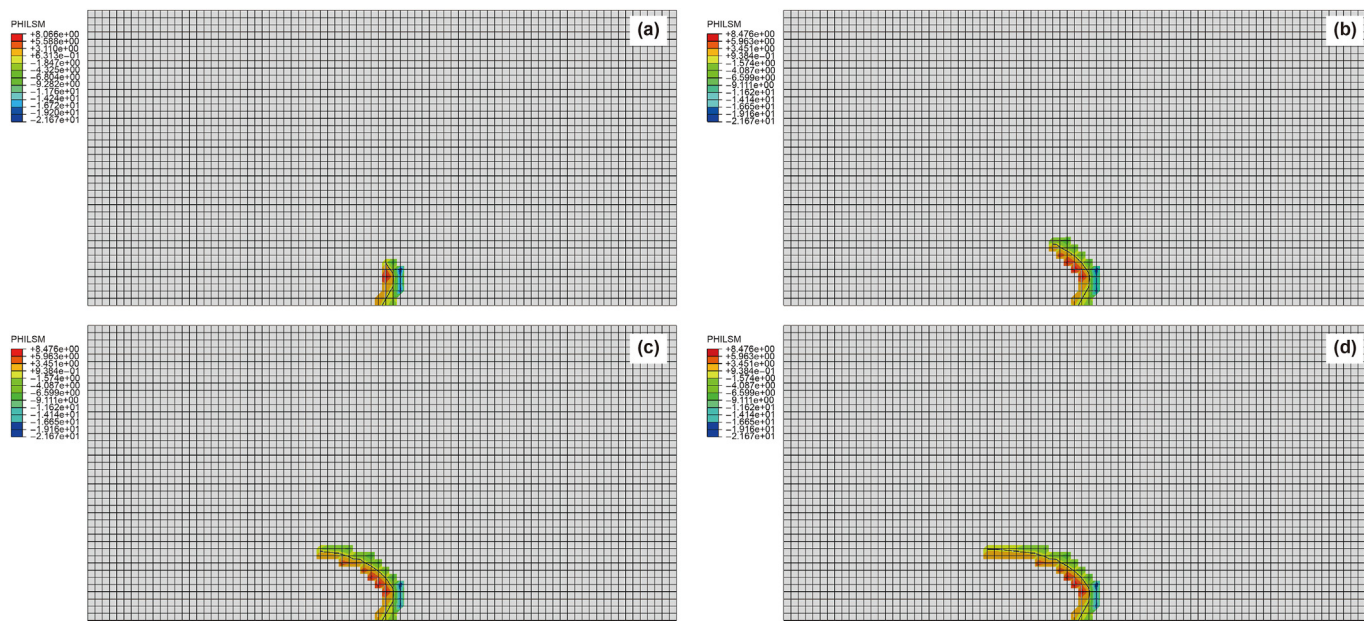 PHILSM
+8.066e+00
+5.588e+00
+3.110e+00
+6.313e−01
−1.847e+00
−4.325e+00
−6.804e+00
−9.282e+00
−1.176e+01
−1.424e+01
−1.672e+01
−1.920e+01
−2.167e+01
(a)
PHILSM
+8.476e+00
+5.963e+00
+3.451e+00
+9.384e−01
−1.574e+00
−4.087e+00
−6.599e+00
−9.111e+00
−1.162e+01
−1.414e+01
−1.665e+01
−1.916e+01
−2.167e+01
(b)
PHILSM
+8.476e+00
+5.963e+00
+3.451e+00
+9.384e−01
−1.574e+00
−4.087e+00
−6.599e+00
−9.111e+00
−1.162e+01
−1.414e+01
−1.665e+01
−1.916e+01
−2.167e+01
(c)
PHILSM
+8.476e+00
+5.963e+00
+3.451e+00
+9.384e−01
−1.574e+00
−4.087e+00
−6.599e+00
−9.111e+00
−1.162e+01
−1.414e+01
−1.665e+01
−1.916e+01
−2.167e+01
(d)